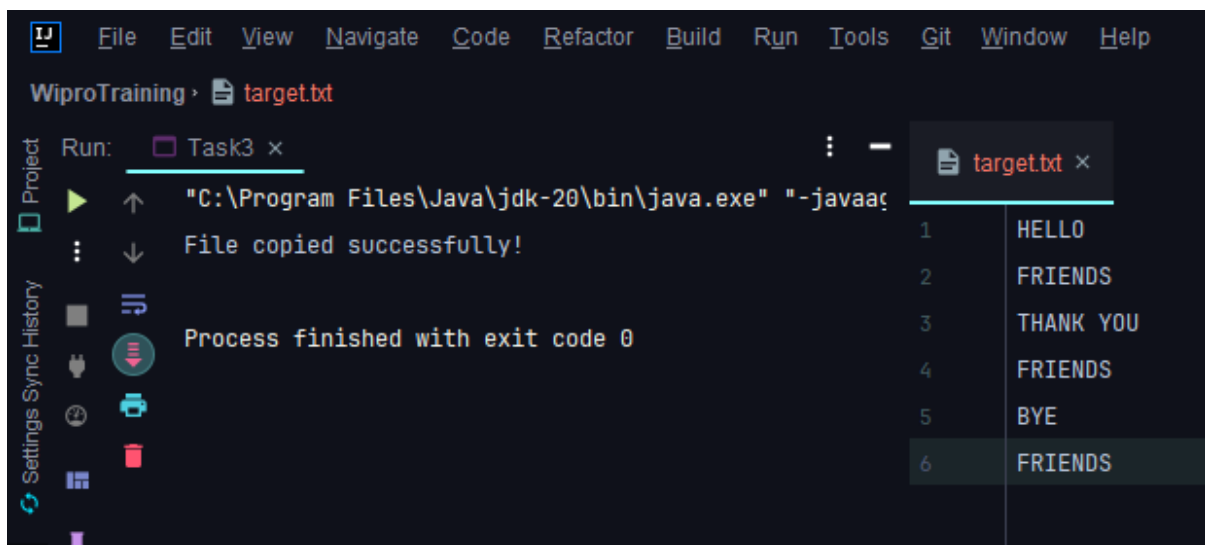 IJ File Edit View Navigate Code Refactor Build Run Tools Git Window Help
WiproTraining › target.txt
Project
Settings Sync History
Run: Task3 ×
"C:\Program Files\Java\jdk-20\bin\java.exe" "-javaag
File copied successfully!
Process finished with exit code 0
target.txt ×
1 HELLO
2 FRIENDS
3 THANK YOU
4 FRIENDS
5 BYE
6 FRIENDS